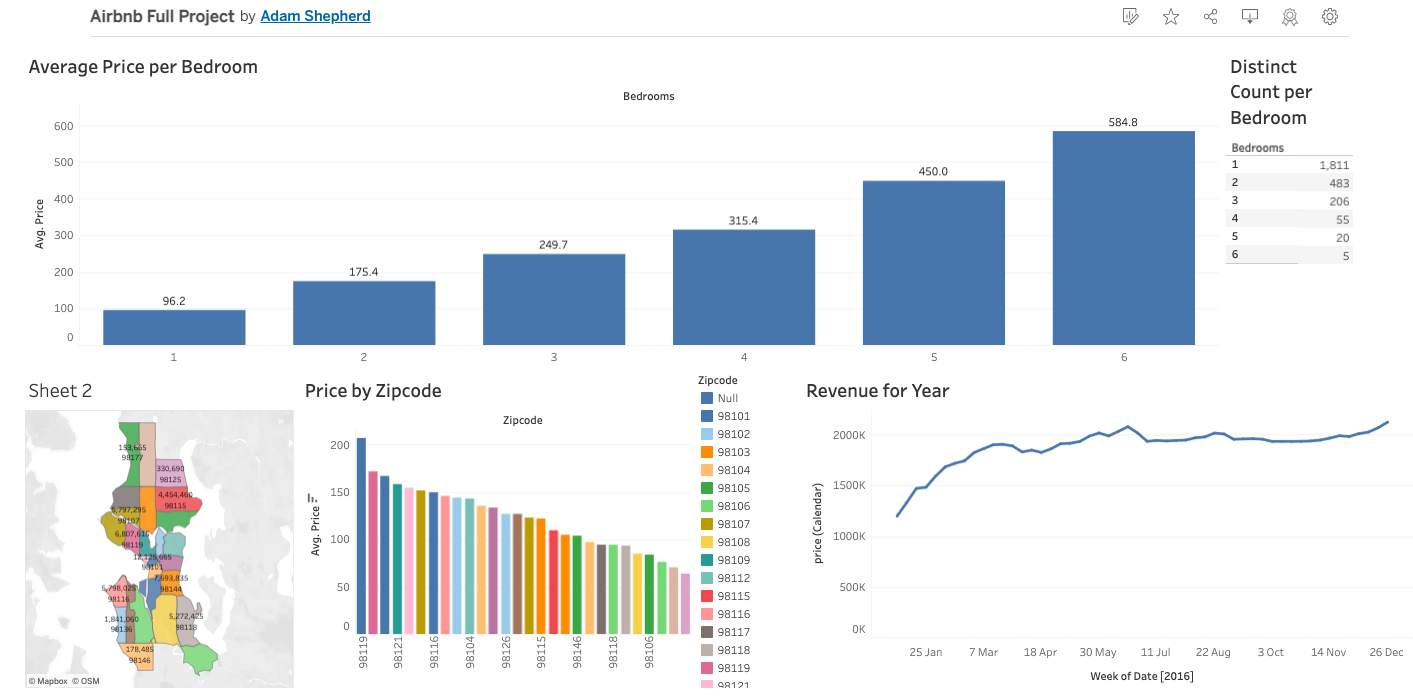 Airbnb Full Project by Adam Shepherd
Average Price per Bedroom
Bedrooms
Avg. Price
600
500
400
300
200
100
0
96.2
175.4
249.7
315.4
450.0
584.8
1
2
3
4
5
6
Distinct
Count per
Bedroom
Bedrooms
1 1,811
2 483
3 206
4 55
5 20
6 5
Sheet 2
153,655
98177
330,690
98125
4,454,460
98115
5,797,295
98107
6,807,615
98119
98101
7,693,835
98144
5,798,025
98116
1,841,060
98136
5,272,425
98118
178,485
98146
© Mapbox © OSM
Price by Zipcode
Zipcode
Avg. Price
200
150
100
50
0
98119
98121
98116
98104
98126
98115
98146
98118
98106
Zipcode
Null
98101
98102
98103
98104
98105
98106
98107
98108
98109
98112
98115
98116
98117
98118
98119
98121
Revenue for Year
price (Calendar)
2000K
1500K
1000K
500K
0K
25 Jan
7 Mar
18 Apr
30 May
11 Jul
22 Aug
3 Oct
14 Nov
26 Dec
Week of Date [2016]